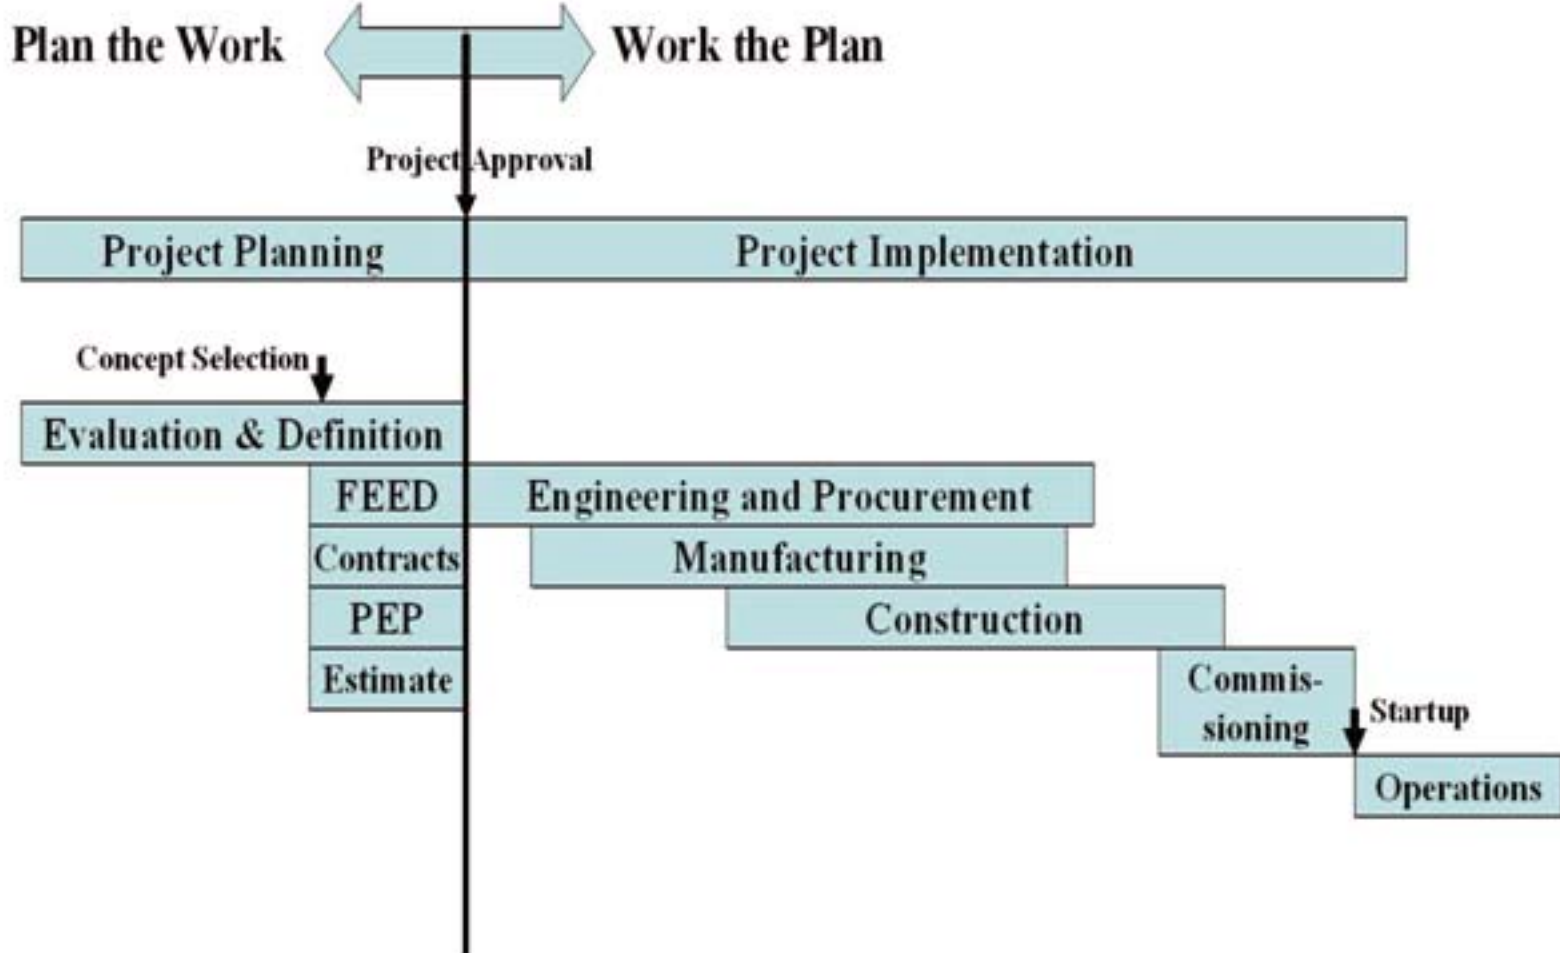 Plan the Work
Work the Plan
Project Approval
Project Planning
Project Implementation
Concept Selection
Evaluation & Definition
FEED
Engineering and Procurement
Contracts
Manufacturing
PEP
Construction
Estimate
Commis-
sioning
Startup
Operations